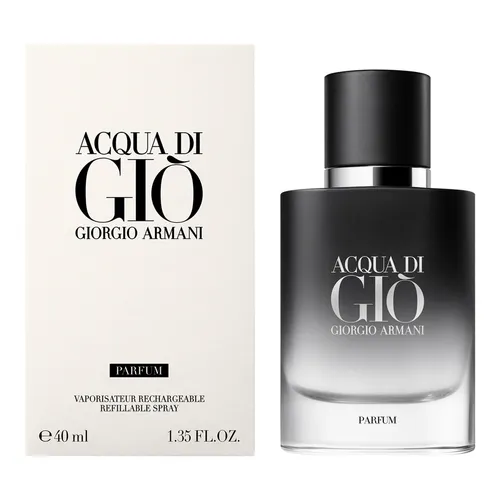 ACQUA DI
GIÒ
GIORGIO ARMANI
PARFUM
VAPORISATEUR RECHARGEABLE
REFILLABLE SPRAY
℮40 ml 1.35 FL.OZ.
ACQUA DI
GIÒ
GIORGIO ARMANI
PARFUM